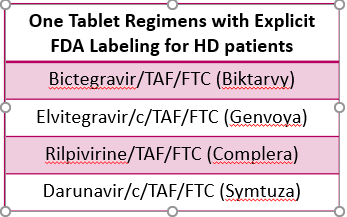 One Tablet Regimens with Explicit
FDA Labeling for HD patients
Bictegravir/TAF/FTC (Biktarvy)
Elvitegravir/c/TAF/FTC (Genvoya)
Rilpivirine/TAF/FTC (Complera)
Darunavir/c/TAF/FTC (Symtuza)